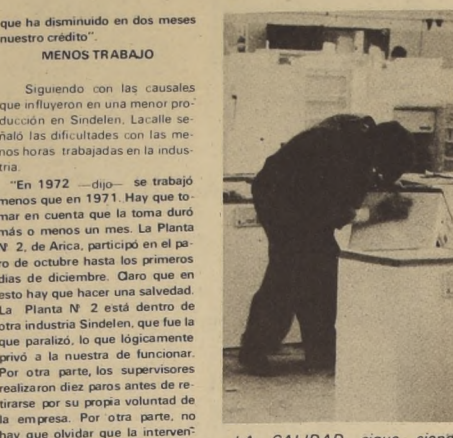 que ha disminuido en dos meses
nuestro crédito".
MENOS TRABAJO
Siguiendo con las causales
que influyeron en una menor pro-
ducción en Sindelen, Lacalle se-
ñaló las dificultades con las me-
nos horas trabajadas en la indus-
tria.
"En 1972 —dijo— se trabajó
menos que en 1971. Hay que to-
mar en cuenta que la toma duró
más o menos un mes. La Planta
Nº 2, de Arica, participó en el pa-
ro de octubre hasta los primeros
días de diciembre. Claro que en
esto hay que hacer una salvedad.
La Planta Nº 2 está dentro de
otra industria Sindelen, que fue la
que paralizó, lo que lógicamente
privó a la nuestra de funcionar.
Por otra parte, los supervisores
realizaron diez paros antes de re-
tirarse por su propia voluntad de
la empresa. Por otra parte, no
hay que olvidar que la interven-
CALIDAD sigue